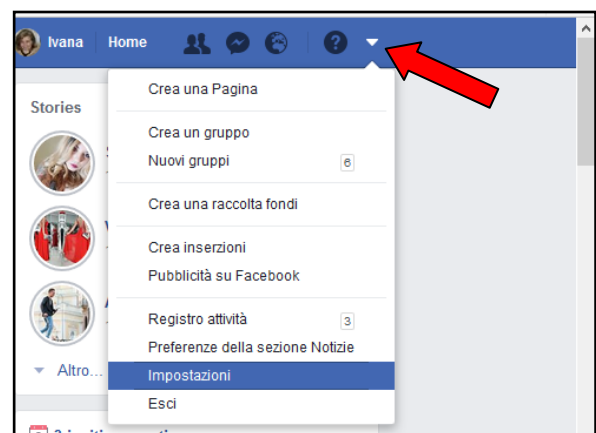 Ivana Home
Crea una Pagina
Stories
Crea un gruppo
Nuovi gruppi 6
Crea una raccolta fondi
Crea inserzioni
Pubblicità su Facebook
Registro attività 3
Preferenze della sezione Notizie
Altro...
Impostazioni
Esci